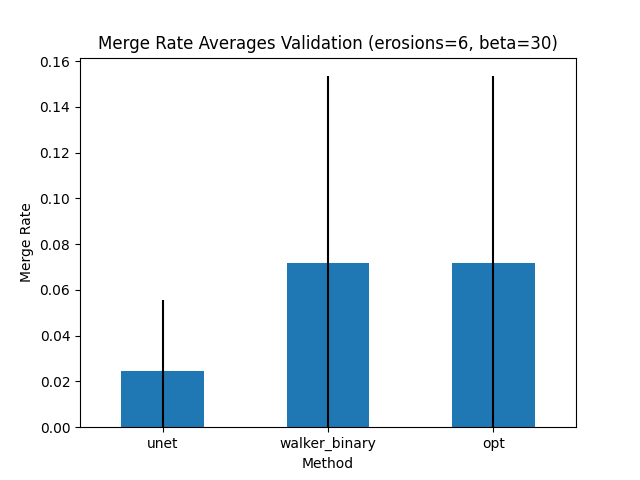 Merge Rate Averages Validation (erosions=6, beta=30)
0.16
0.14
0.12
0.10
0.08
0.06
0.04
0.02
0.00
Merge Rate
unet
walker_binary
opt
Method